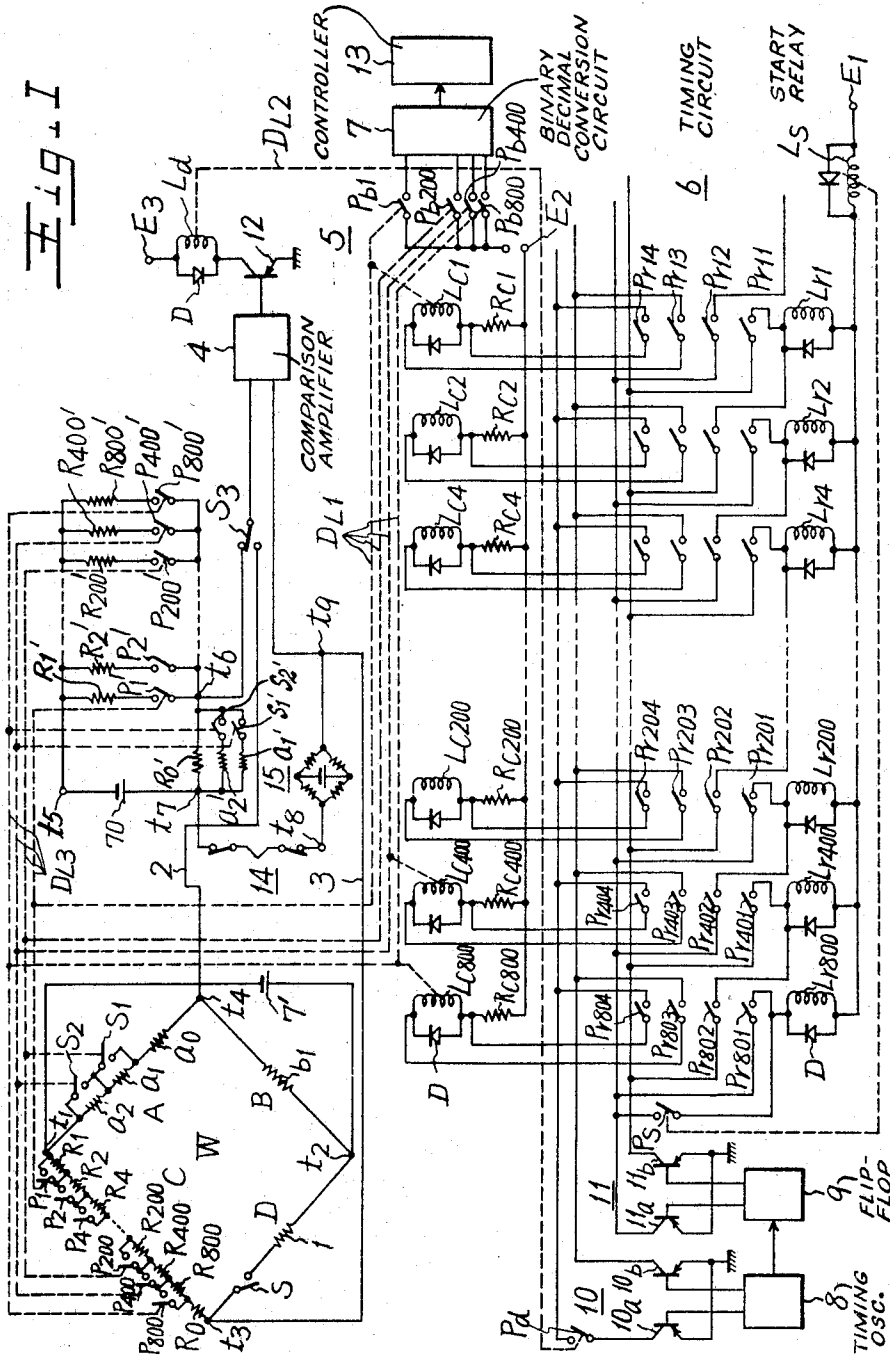 Fig. 1
E3
Ld
D
12
4
COMPARISON AMPLIFIER
CONTROLLER
13
7
BINARY DECIMAL CONVERSION CIRCUIT
DL2
Pb1
Pb200
Pb400
Pb800
5
E2
R400'
R800'
P400'
P800'
R200'
P200'
R1'
R2'
P1'
P2'
S3
t5
70
t6
t7
R0'
a2'
a1'
S1'
S2'
15
14
t8
t9
2
3
DL3
DL1
S2
S1
t1
a2
a1
a0
A
t4
7'
B
b1
t2
W
C
D
1
S
t3
P1
P2
P4
P200
P400
P800
R1
R2
R4
R200
R400
R800
R0
LC800
LC400
LC200
LC4
LC2
LC1
RC800
RC400
RC200
RC4
RC2
RC1
D
Pr804
Pr803
Pr802
Pr801
Pr404
Pr403
Pr402
Pr401
Pr204
Pr203
Pr202
Pr201
Pr14
Pr13
Pr12
Pr11
6
TIMING CIRCUIT
START RELAY
LS
E1
Lr800
Lr400
Lr200
Lr4
Lr2
Lr1
D
PS
Pd
10
10a
10b
11
11a
11b
8
TIMING OSC.
9
FLIP-FLOP